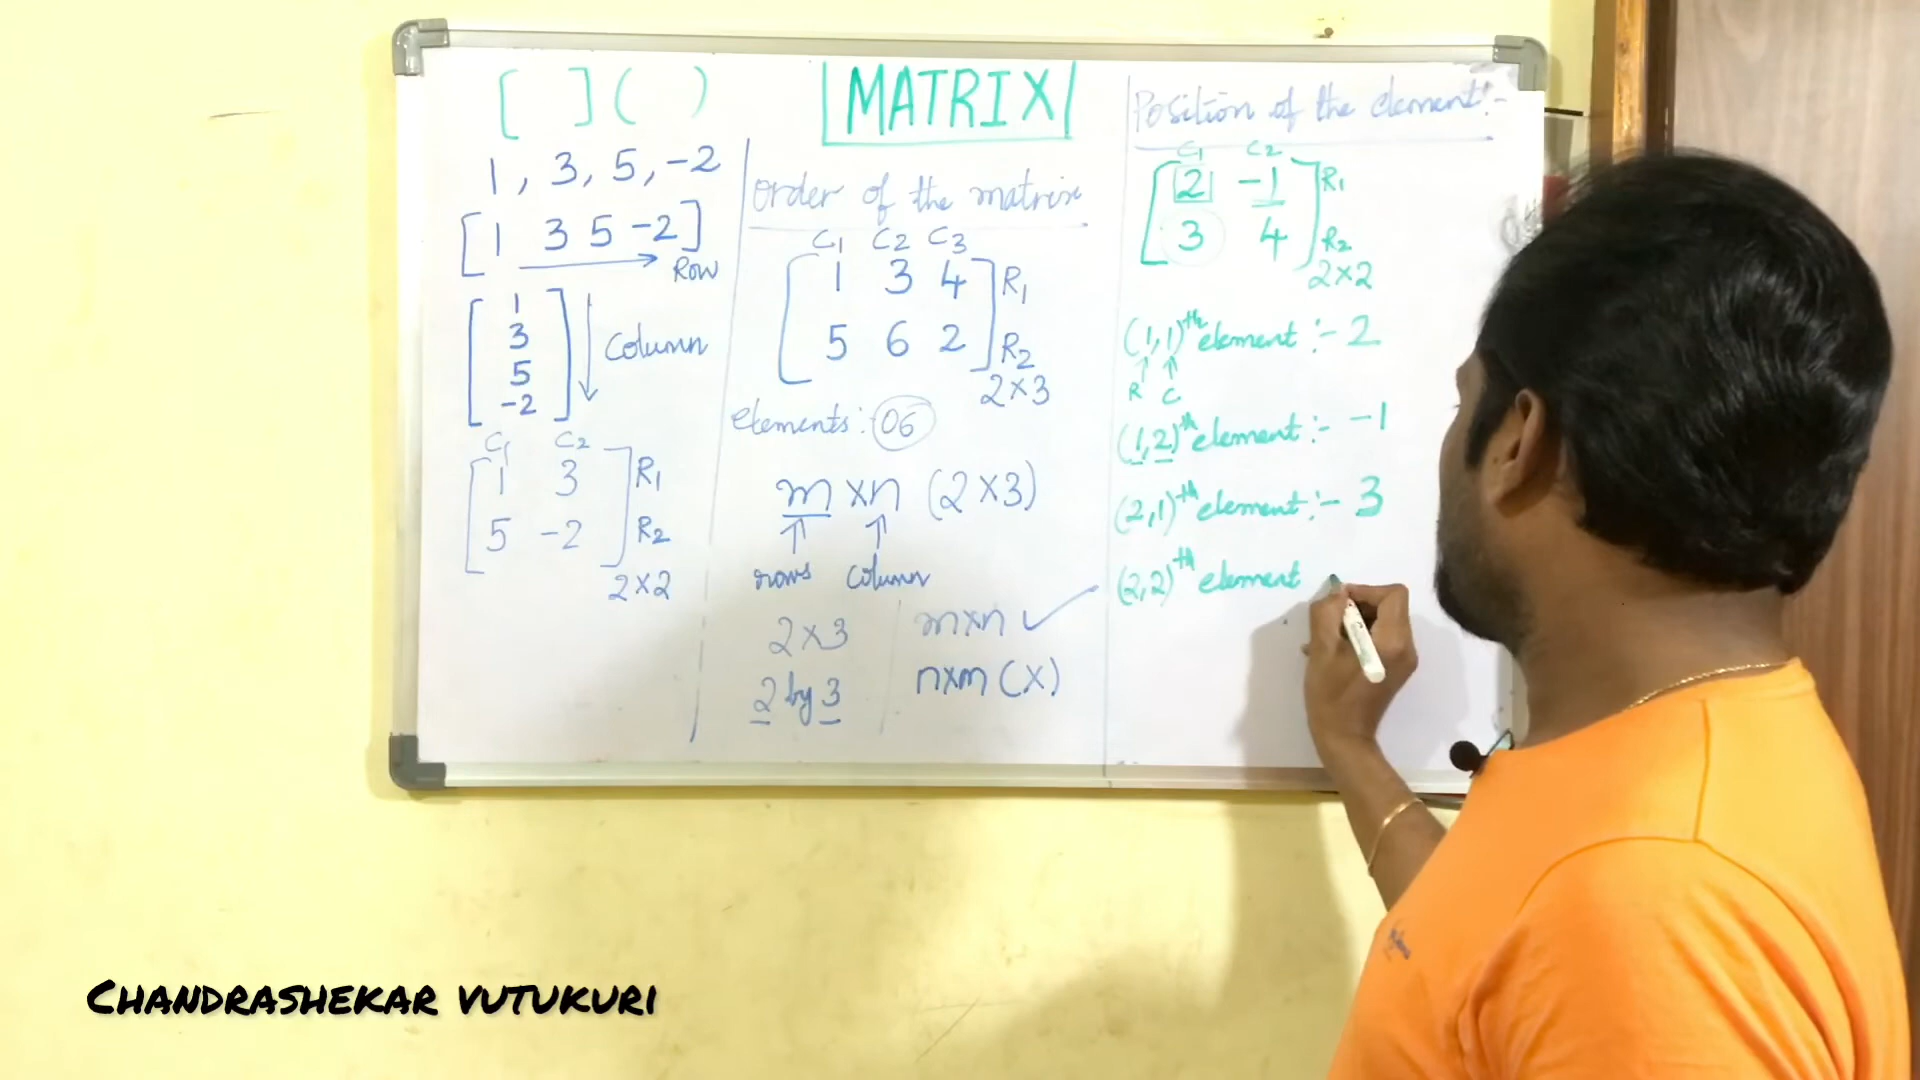 [ ] ( )
MATRIX
1, 3, 5, -2
[1 3 5 -2]
Row
1
3
5
-2
column
C1 C2
1 3 R1
5 -2 R2
2×2
order of the matrix
C1 C2 C3
1 3 4 R1
5 6 2 R2
2×3
elements:- 06
m×n (2×3)
rows column
2×3
2 by 3
m×n ✓
n×m (×)
Position of the element:-
C1 C2
2 -1 R1
3 4 R2
2×2
(1,1)th element:- 2
R C
(1,2)th element:- -1
(2,1)th element:- 3
(2,2)th element
CHANDRASHEKAR VUTUKURI